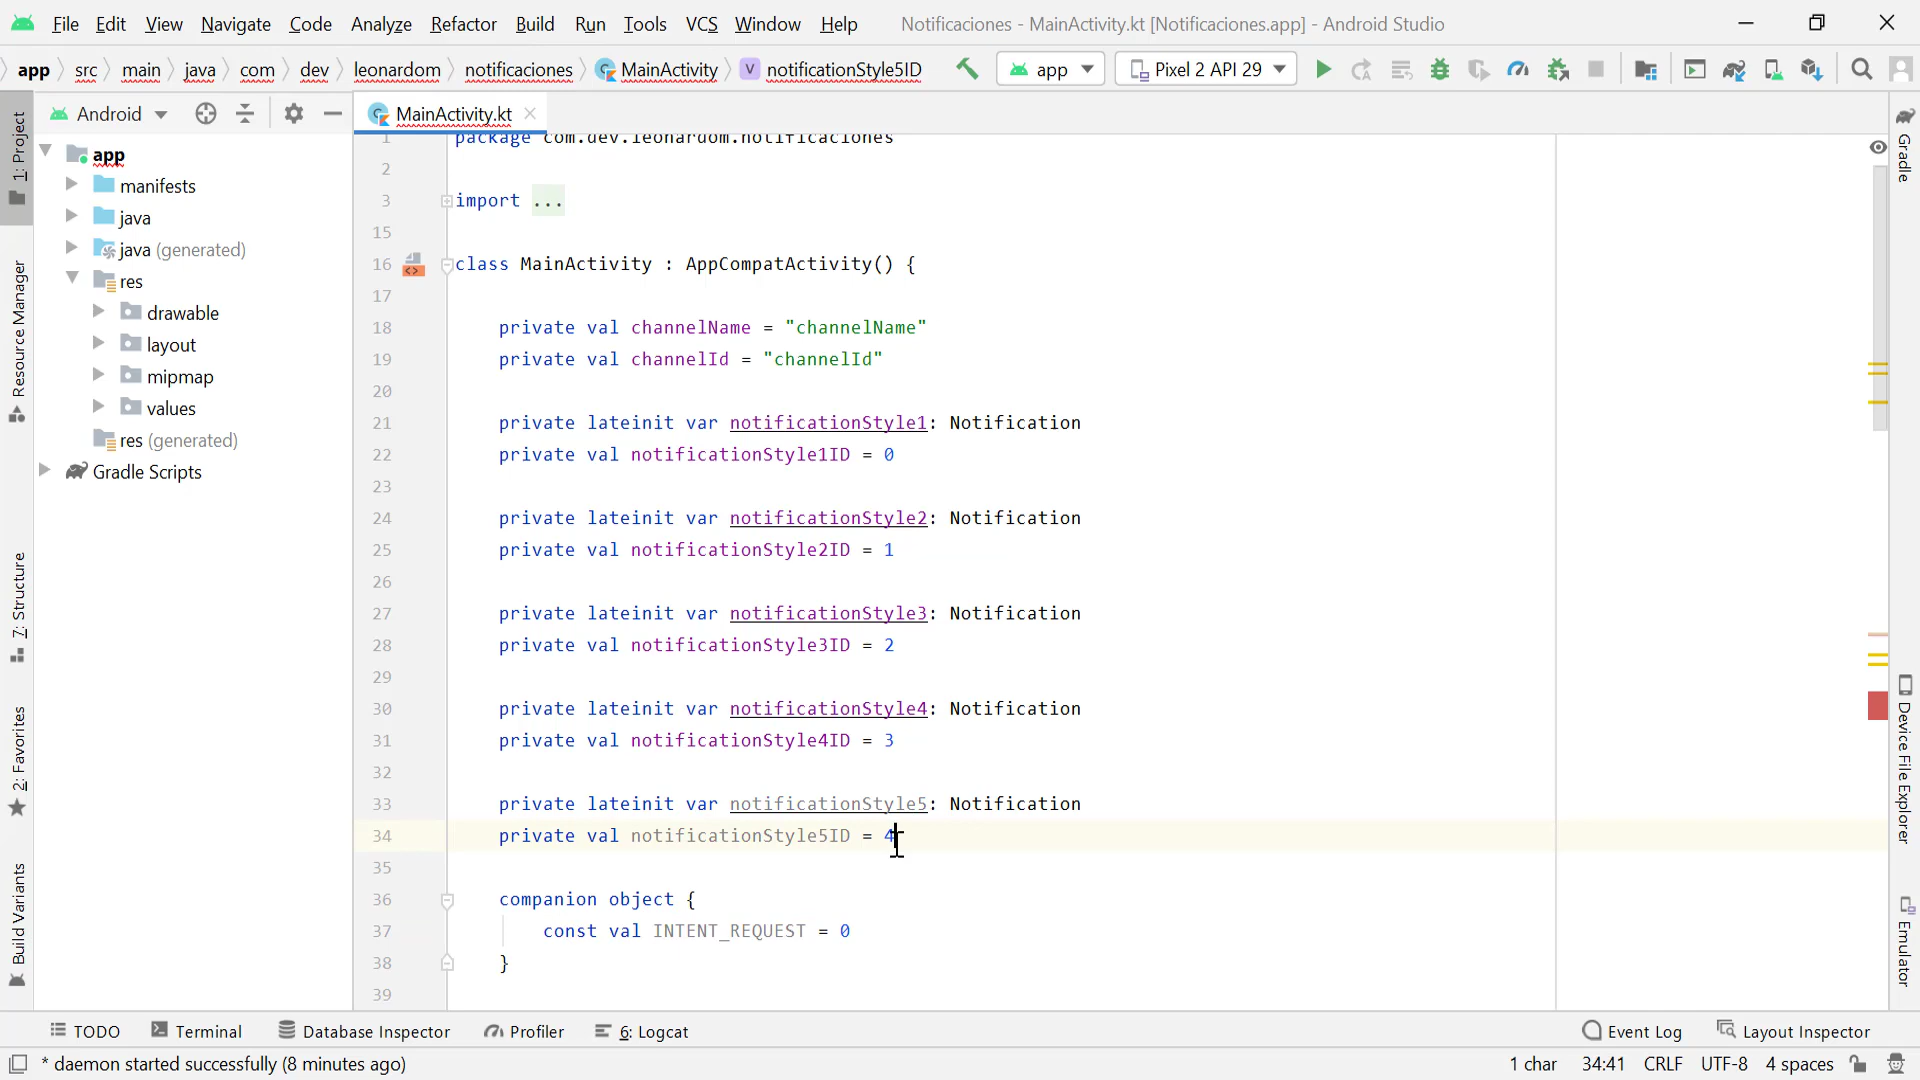 File Edit View Navigate Code Analyze Refactor Build Run Tools VCS Window Help Notificaciones - MainActivity.kt [Notificaciones.app] - Android Studio
app src main java com dev leonardom notificaciones MainActivity V notificationStyle5ID app Pixel 2 API 29
Android
MainActivity.kt
1: Project
Resource Manager
7: Structure
2: Favorites
Build Variants
app
manifests
java
java (generated)
res
drawable
layout
mipmap
values
res (generated)
Gradle Scripts
1 package com.dev.leonardom.notificaciones
2
3 import ...
15
16 class MainActivity : AppCompatActivity() {
17
18 private val channelName = "channelName"
19 private val channelId = "channelId"
20
21 private lateinit var notificationStyle1: Notification
22 private val notificationStyle1ID = 0
23
24 private lateinit var notificationStyle2: Notification
25 private val notificationStyle2ID = 1
26
27 private lateinit var notificationStyle3: Notification
28 private val notificationStyle3ID = 2
29
30 private lateinit var notificationStyle4: Notification
31 private val notificationStyle4ID = 3
32
33 private lateinit var notificationStyle5: Notification
34 private val notificationStyle5ID = 4
35
36 companion object {
37 const val INTENT_REQUEST = 0
38 }
39
Gradle
Device File Explorer
Emulator
TODO Terminal Database Inspector Profiler 6: Logcat Event Log Layout Inspector
* daemon started successfully (8 minutes ago) 1 char 34:41 CRLF UTF-8 4 spaces